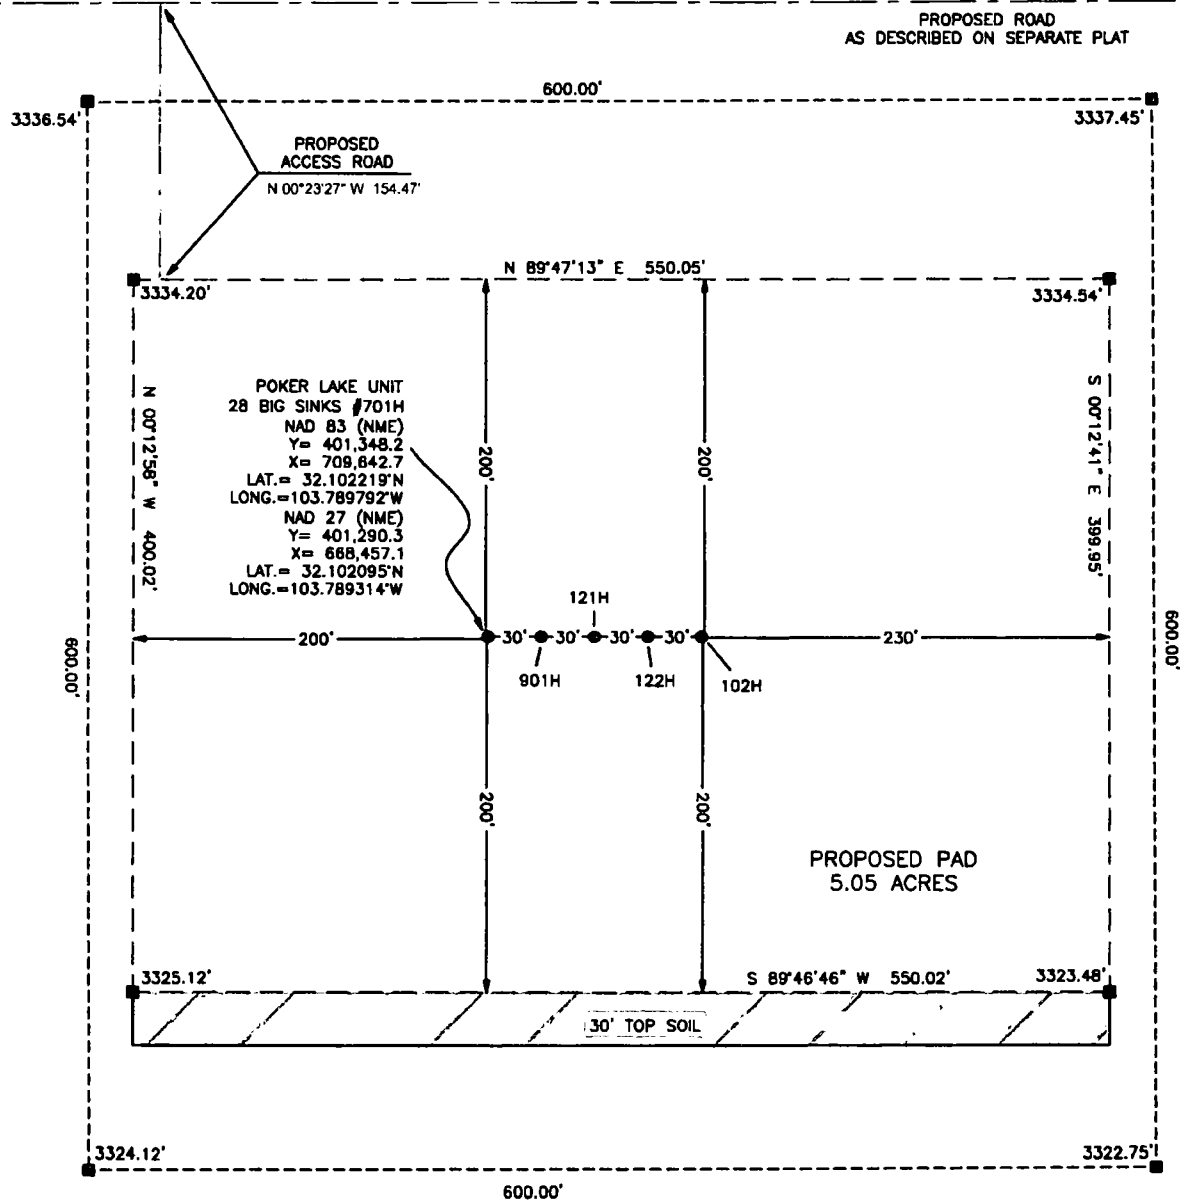 PROPOSED ROAD
AS DESCRIBED ON SEPARATE PLAT
600.00'
3336.54'
3337.45'
PROPOSED
ACCESS ROAD
N 00°23'27" W 154.47'
N 89°47'13" E 550.05'
3334.20'
3334.54'
N 00°12'58" W 400.02'
S 00°12'41" E 399.95'
POKER LAKE UNIT
28 BIG SINKS #701H
NAD 83 (NME)
Y= 401,348.2
X= 709,642.7
LAT.= 32.102219°N
LONG.=103.789792°W
NAD 27 (NME)
Y= 401,290.3
X= 668,457.1
LAT.= 32.102095°N
LONG.=103.789314°W
200'
200'
121H
200'
30'
30'
30'
30'
230'
901H
122H
102H
600.00'
600.00'
200'
200'
PROPOSED PAD
5.05 ACRES
3325.12'
S 89°46'46" W 550.02'
3323.48'
30' TOP SOIL
3324.12'
3322.75'
600.00'